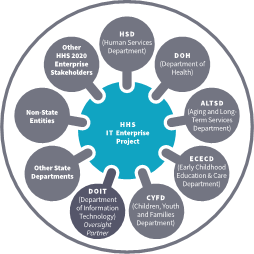 HSD
(Human Services
Department)
DOH
(Department of
Health)
ALTSD
(Aging and Long-
Term Services
Department)
ECECD
(Early Childhood
Education & Care
Department)
CYFD
(Children, Youth
and Families
Department)
DOIT
(Department
of Information
Technology)
Oversight
Partner
Other State
Departments
Non-State
Entities
Other
HHS 2020
Enterprise
Stakeholders
HHS
IT Enterprise
Project